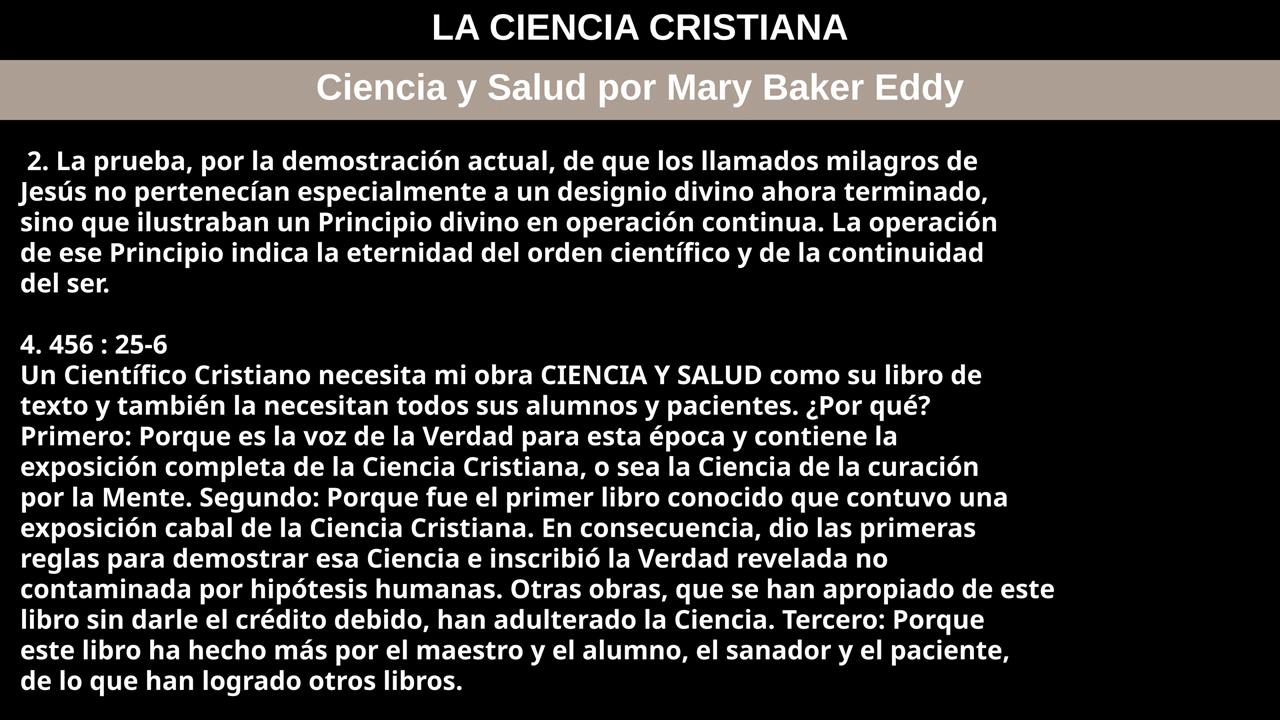 LA CIENCIA CRISTIANA
Ciencia y Salud por Mary Baker Eddy
2. La prueba, por la demostración actual, de que los llamados milagros de
Jesús no pertenecían especialmente a un designio divino ahora terminado,
sino que ilustraban un Principio divino en operación continua. La operación
de ese Principio indica la eternidad del orden científico y de la continuidad
del ser.
4. 456 : 25-6
Un Científico Cristiano necesita mi obra CIENCIA Y SALUD como su libro de
texto y también la necesitan todos sus alumnos y pacientes. ¿Por qué?
Primero: Porque es la voz de la Verdad para esta época y contiene la
exposición completa de la Ciencia Cristiana, o sea la Ciencia de la curación
por la Mente. Segundo: Porque fue el primer libro conocido que contuvo una
exposición cabal de la Ciencia Cristiana. En consecuencia, dio las primeras
reglas para demostrar esa Ciencia e inscribió la Verdad revelada no
contaminada por hipótesis humanas. Otras obras, que se han apropiado de este
libro sin darle el crédito debido, han adulterado la Ciencia. Tercero: Porque
este libro ha hecho más por el maestro y el alumno, el sanador y el paciente,
de lo que han logrado otros libros.